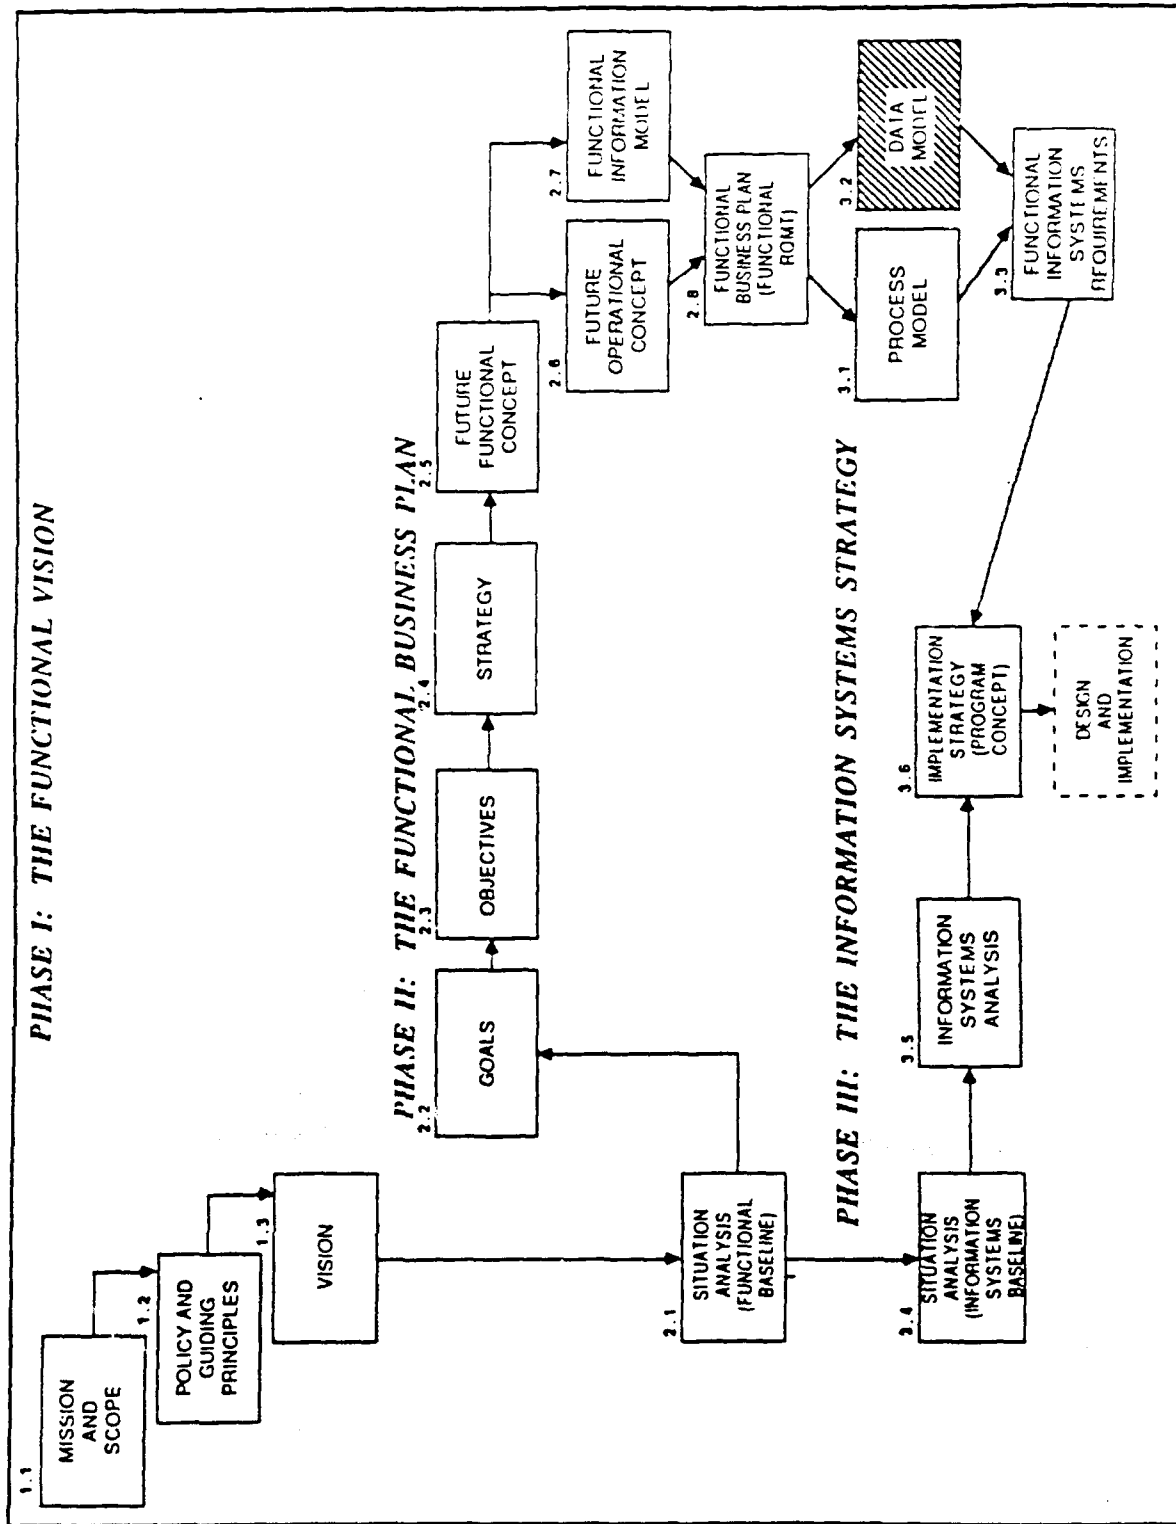 PHASE I: THE FUNCTIONAL VISION
1.1
MISSION
AND
SCOPE
1.2
POLICY AND
GUIDING
PRINCIPLES
1.3
VISION
PHASE II: THE FUNCTIONAL BUSINESS PLAN
2.1
SITUATION
ANALYSIS
(FUNCTIONAL
BASELINE)
2.2
GOALS
2.3
OBJECTIVES
2.4
STRATEGY
2.5
FUTURE
FUNCTIONAL
CONCEPT
2.6
FUTURE
OPERATIONAL
CONCEPT
2.7
FUNCTIONAL
INFORMATION
MODEL
2.8
FUNCTIONAL
BUSINESS PLAN
(FUNCTIONAL
RQMT)
PHASE III: THE INFORMATION SYSTEMS STRATEGY
3.1
PROCESS
MODEL
3.2
DATA
MODEL
3.3
FUNCTIONAL
INFORMATION
SYSTEMS
REQUIREMENTS
3.4
SITUATION
ANALYSIS
(INFORMATION
SYSTEMS
BASELINE)
3.5
INFORMATION
SYSTEMS
ANALYSIS
3.6
IMPLEMENTATION
STRATEGY
(PROGRAM
CONCEPT)
DESIGN
AND
IMPLEMENTATION